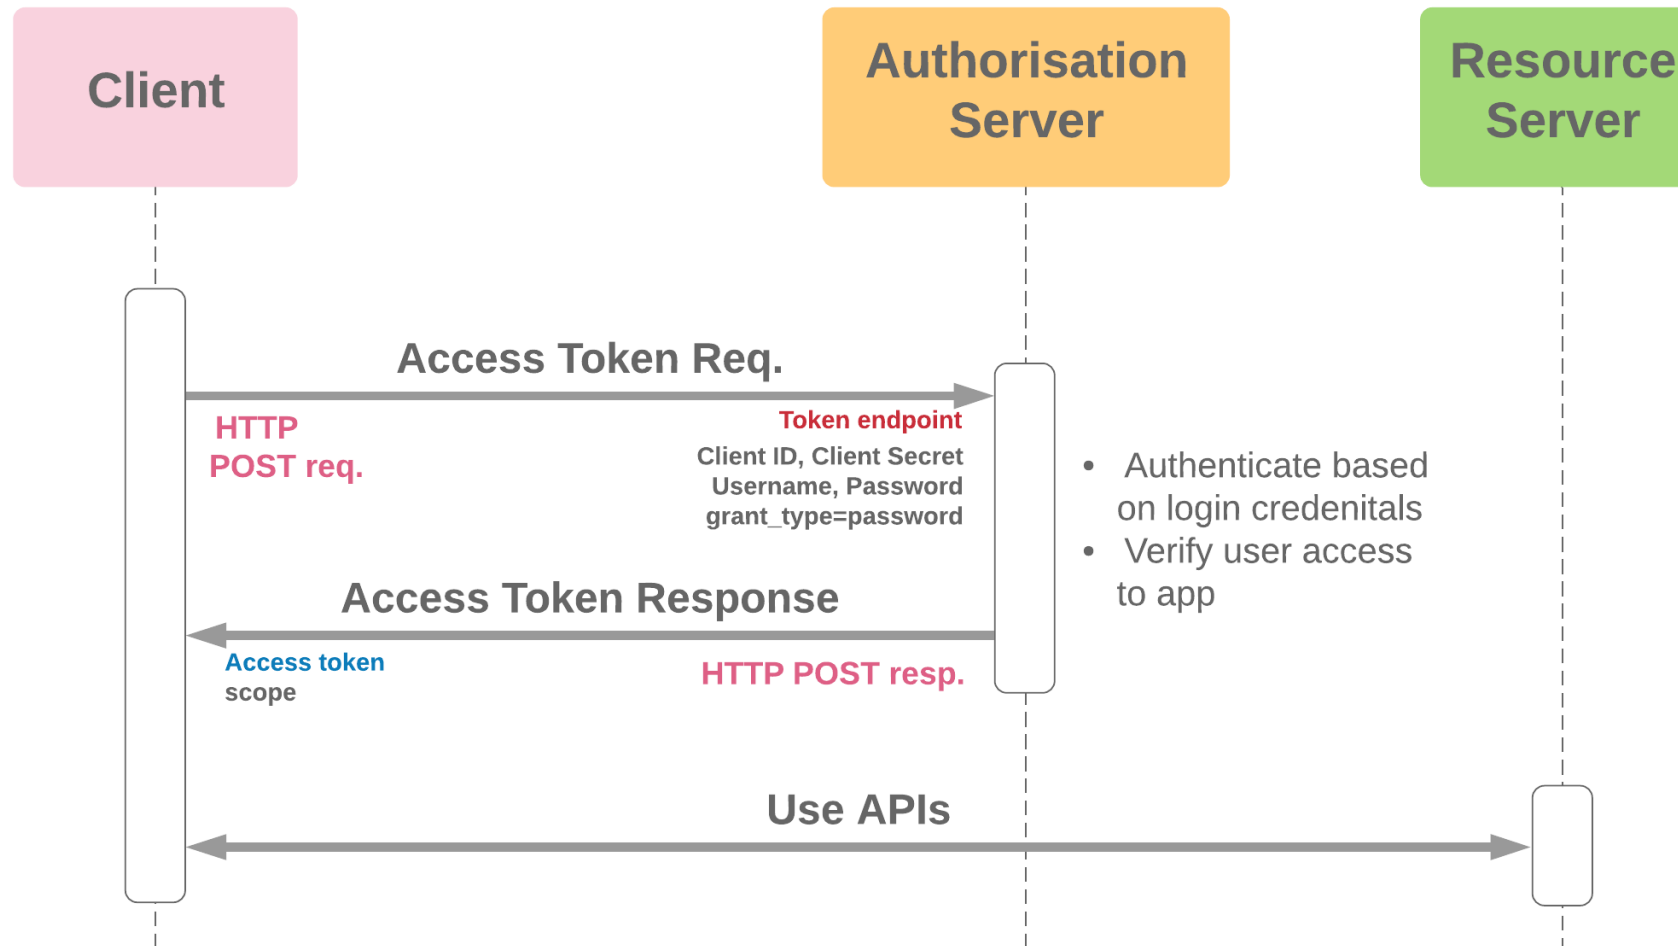 Client
Authorisation
Server
Resource
Server
Access Token Req.
HTTP
POST req.
Token endpoint
Client ID, Client Secret
Username, Password
grant_type=password
• Authenticate based
on login credenitals
• Verify user access
to app
Access Token Response
Access token
scope
HTTP POST resp.
Use APIs